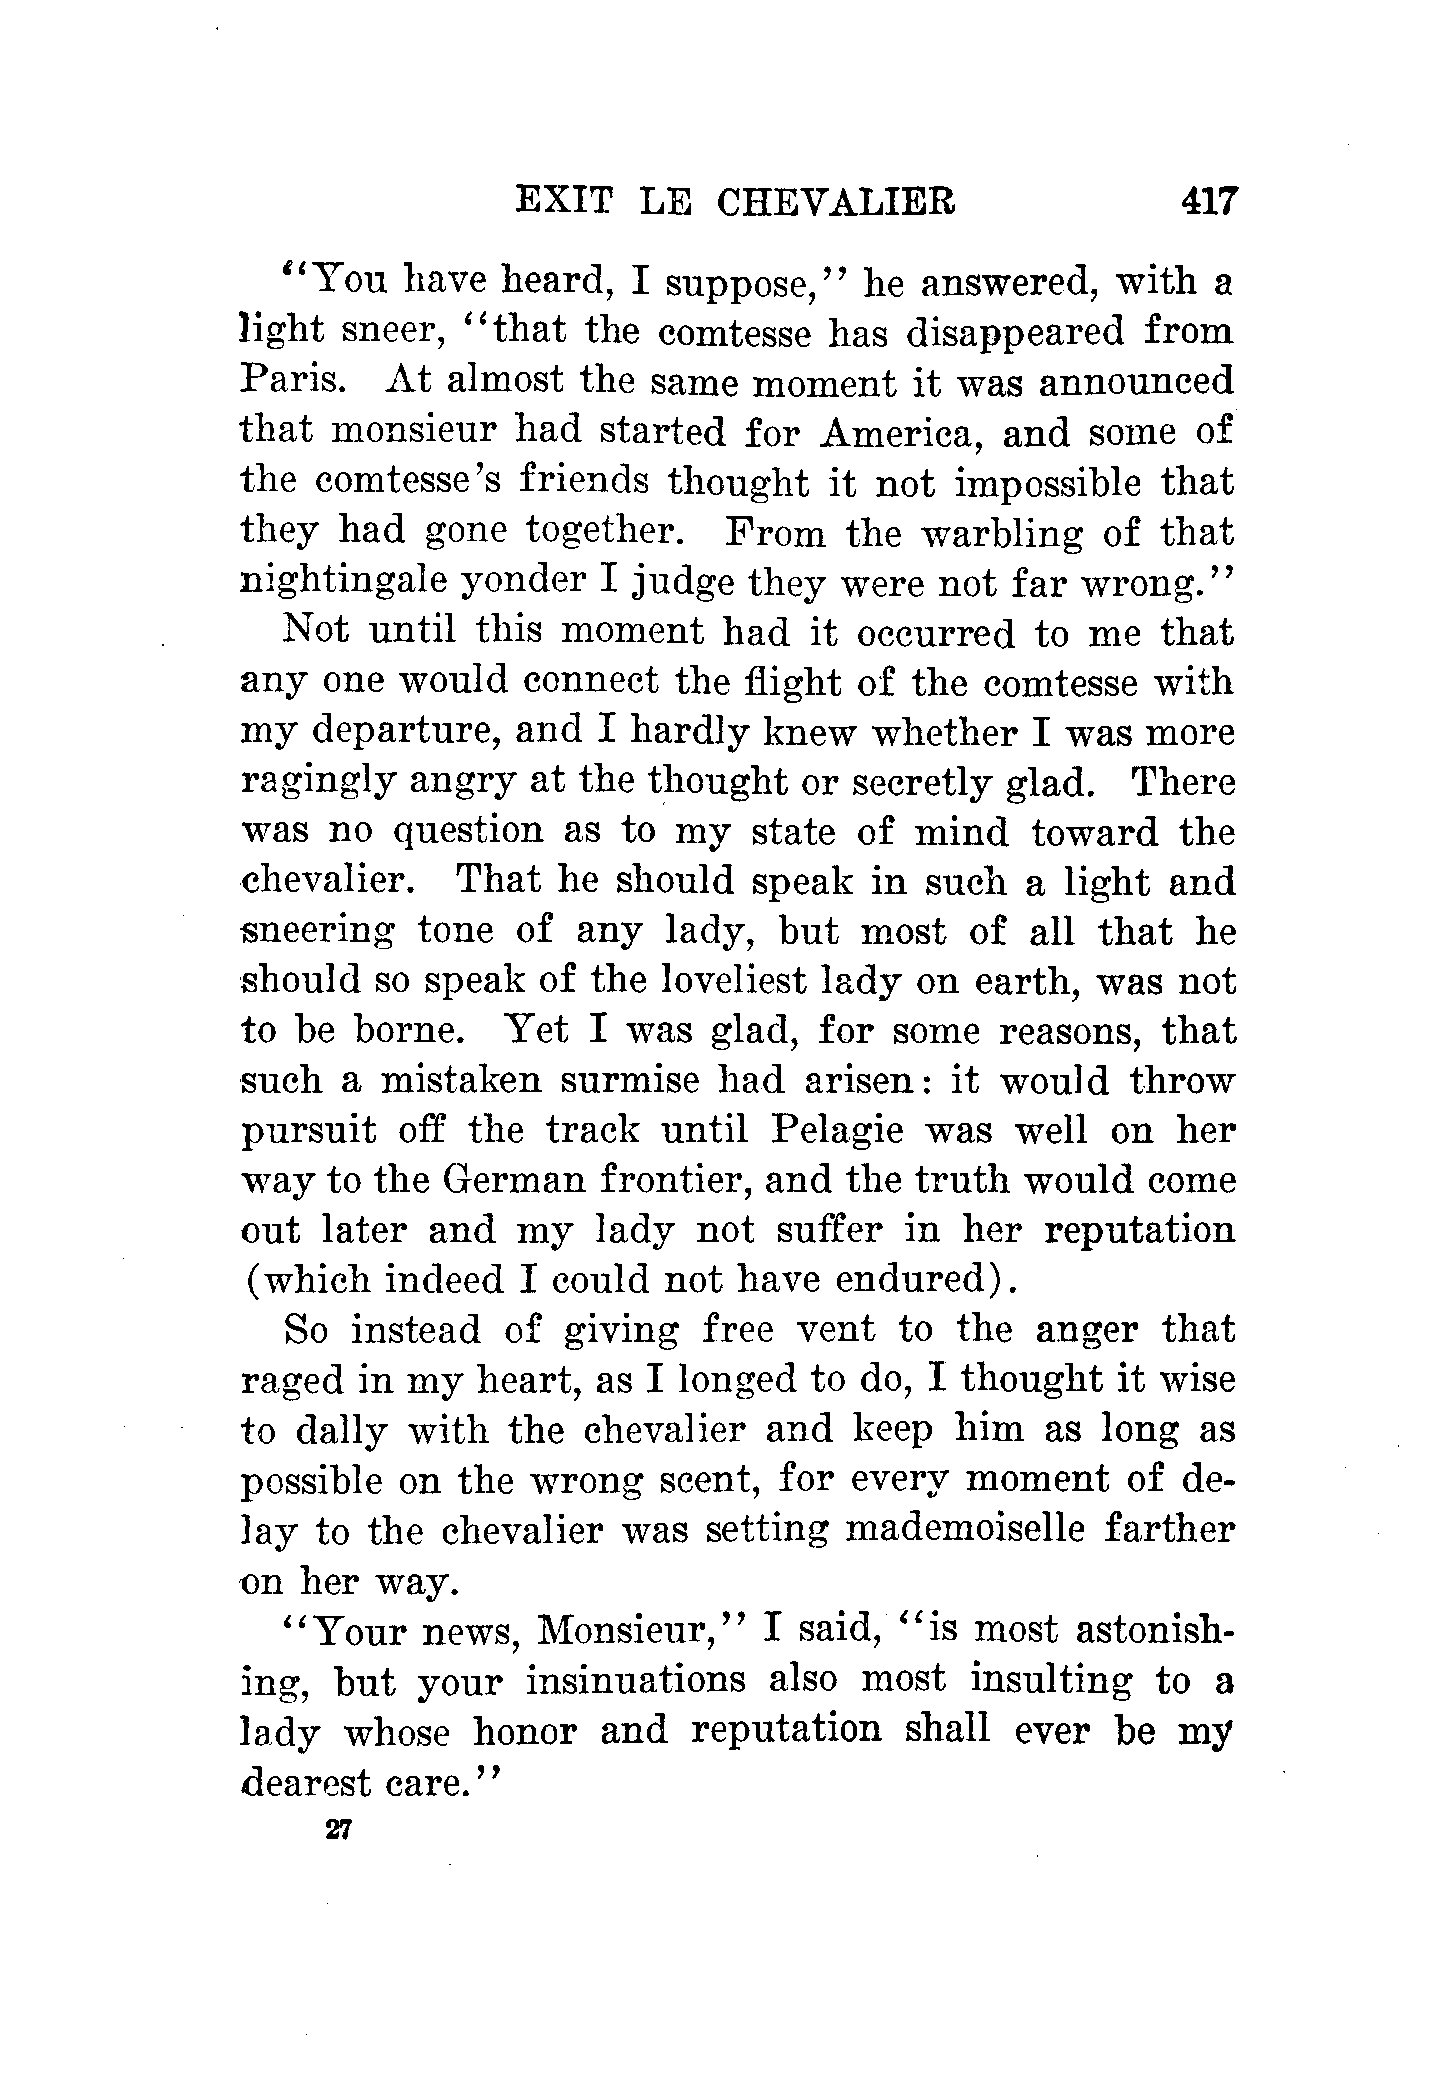 EXIT LE CHEVALIER 417
"You have heard, I suppose," he answered, with a
light sneer, "that the comtesse has disappeared from
Paris. At almost the same moment it was announced
that monsieur had started for America, and some of
the comtesse's friends thought it not impossible that
they had gone together. From the warbling of that
nightingale yonder I judge they were not far wrong."
Not until this moment had it occurred to me that
any one would connect the flight of the comtesse with
my departure, and I hardly knew whether I was more
ragingly angry at the thought or secretly glad. There
was no question as to my state of mind toward the
chevalier. That he should speak in such a light and
sneering tone of any lady, but most of all that he
should so speak of the loveliest lady on earth, was not
to be borne. Yet I was glad, for some reasons, that
such a mistaken surmise had arisen: it would throw
pursuit off the track until Pelagie was well on her
way to the German frontier, and the truth would come
out later and my lady not suffer in her reputation
(which indeed I could not have endured).
So instead of giving free vent to the anger that
raged in my heart, as I longed to do, I thought it wise
to dally with the chevalier and keep him as long as
possible on the wrong scent, for every moment of de-
lay to the chevalier was setting mademoiselle farther
on her way.
"Your news, Monsieur," I said, "is most astonish-
ing, but your insinuations also most insulting to a
lady whose honor and reputation shall ever be my
dearest care."
27